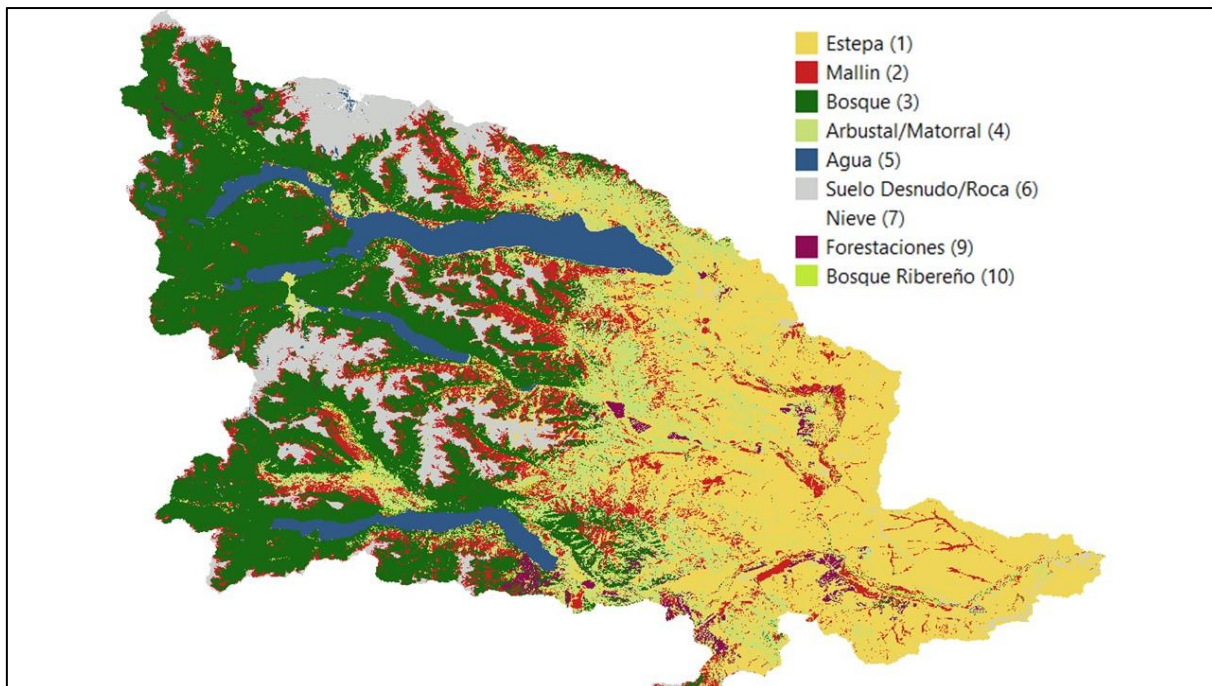 Estepa (1)
Mallin (2)
Bosque (3)
Arbustal/Matorral (4)
Agua (5)
Suelo Desnudo/Roca (6)
Nieve (7)
Forestaciones (9)
Bosque Ribereño (10)